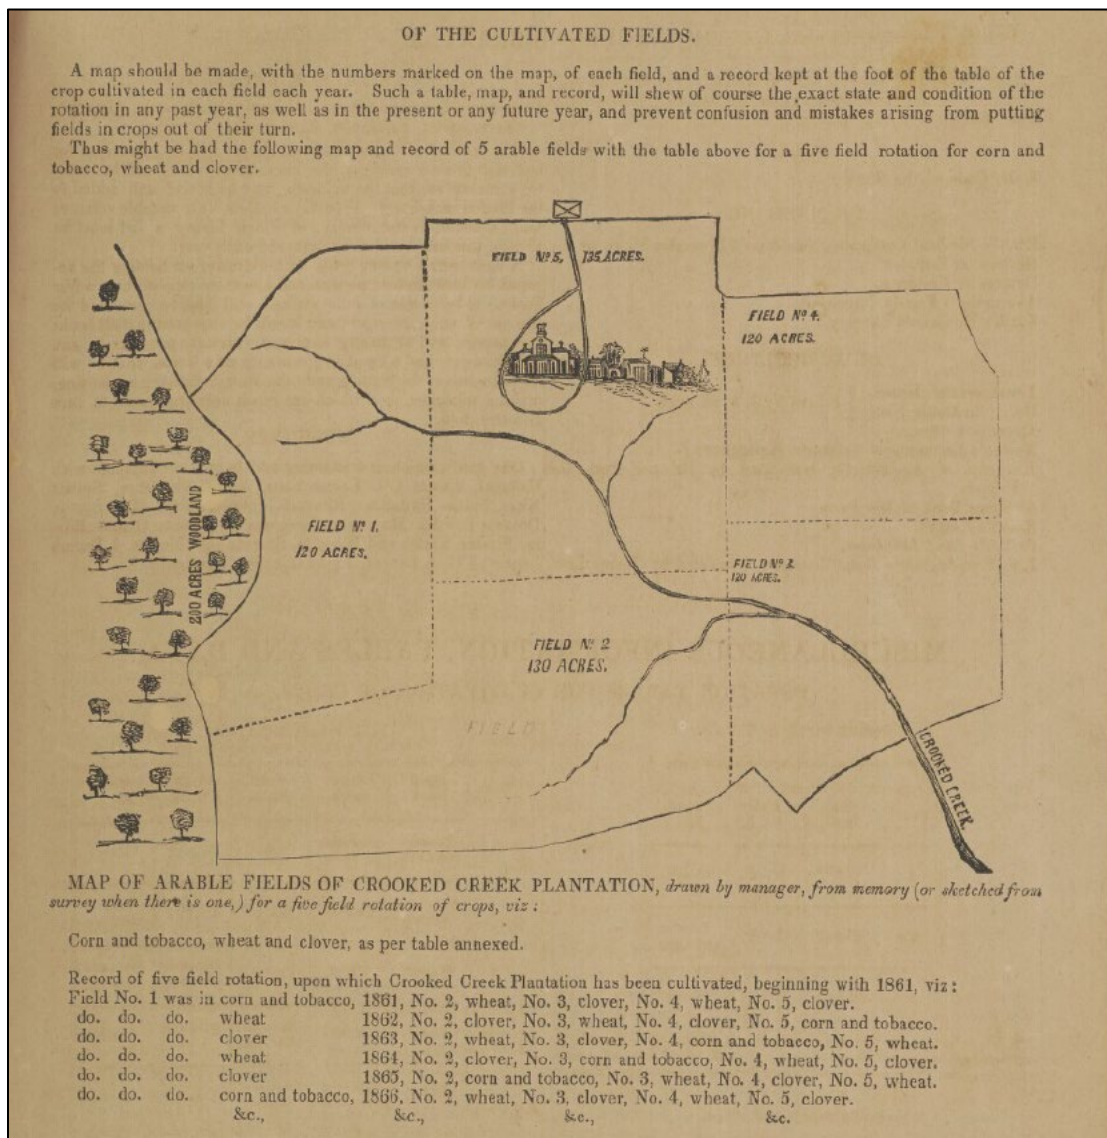 OF THE CULTIVATED FIELDS.
A map should be made, with the numbers marked on the map, of each field, and a record kept at the foot of the table of the
crop cultivated in each field each year. Such a table, map, and record, will shew of course the exact state and condition of the
rotation in any past year, as well as in the present or any future year, and prevent confusion and mistakes arising from putting
fields in crops out of their turn.
Thus might be had the following map and record of 5 arable fields with the table above for a five field rotation for corn and
tobacco, wheat and clover.
FIELD Nº 5, 135 ACRES.
FIELD Nº 4.
120 ACRES.
200 ACRES WOODLAND
FIELD Nº 1.
120 ACRES.
FIELD Nº 3.
120 ACRES.
FIELD Nº 2
130 ACRES.
FIELD
CROOKED CREEK.
MAP OF ARABLE FIELDS OF CROOKED CREEK PLANTATION, drawn by manager, from memory (or sketched from
survey when there is one,) for a five field rotation of crops, viz:
Corn and tobacco, wheat and clover, as per table annexed.
Record of five field rotation, upon which Crooked Creek Plantation has been cultivated, beginning with 1861, viz:
Field No. 1 was in corn and tobacco, 1861, No. 2, wheat, No. 3, clover, No. 4, wheat, No. 5, clover.
do. do. do. wheat 1862, No. 2, clover, No. 3, wheat, No. 4, clover, No. 5, corn and tobacco.
do. do. do. clover 1863, No. 2, wheat, No. 3, clover, No. 4, corn and tobacco, No. 5, wheat.
do. do. do. wheat 1864, No. 2, clover, No. 3, corn and tobacco, No. 4, wheat, No. 5, clover.
do. do. do. clover 1865, No. 2, corn and tobacco, No. 3, wheat, No. 4, clover, No. 5, wheat.
do. do. do. corn and tobacco, 1866, No. 2, wheat, No. 3, clover, No. 4, wheat, No. 5, clover.
&c., &c., &c., &c.